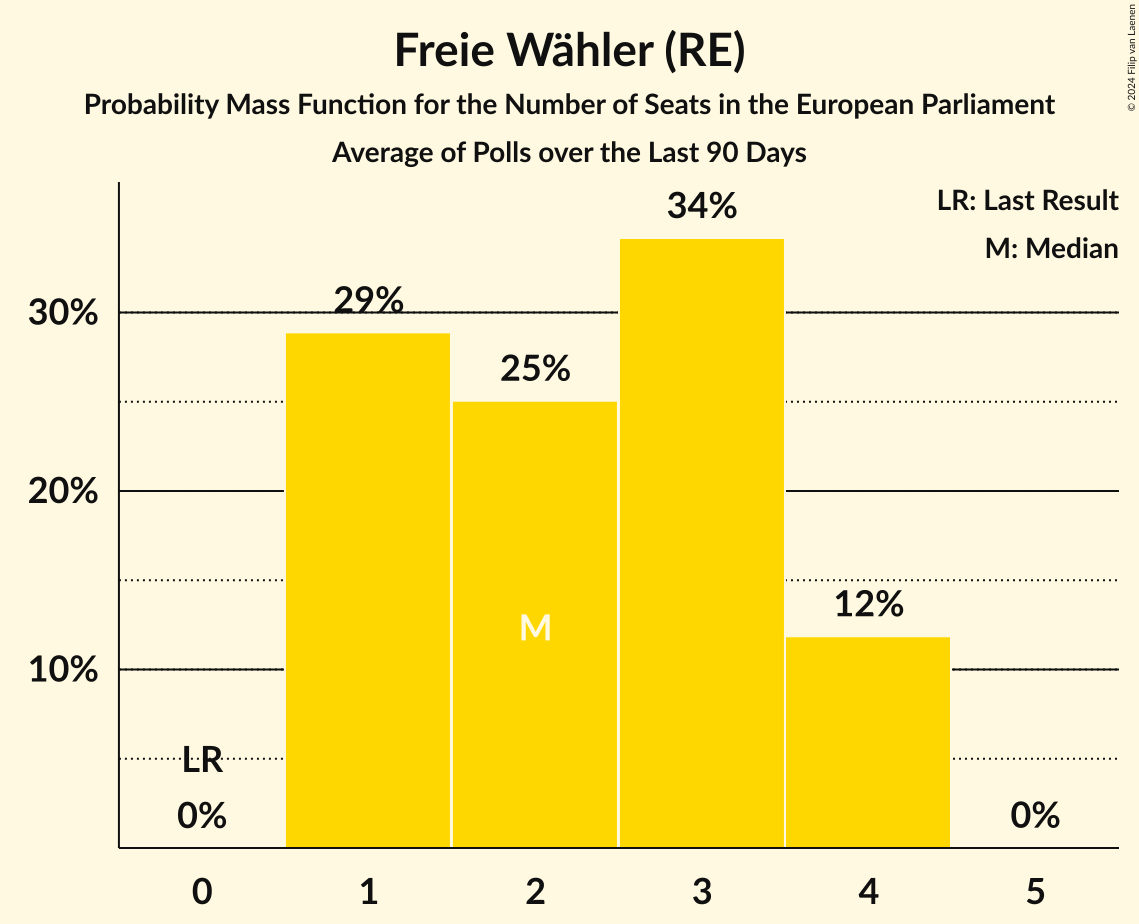 Freie Wähler (RE)
Probability Mass Function for the Number of Seats in the European Parliament
Average of Polls over the Last 90 Days
© 2024 Filip van Laenen
LR: Last Result
M: Median
34%
29%
25%
12%
30%
20%
10%
M
LR
0%
0%
0 1 2 3 4 5